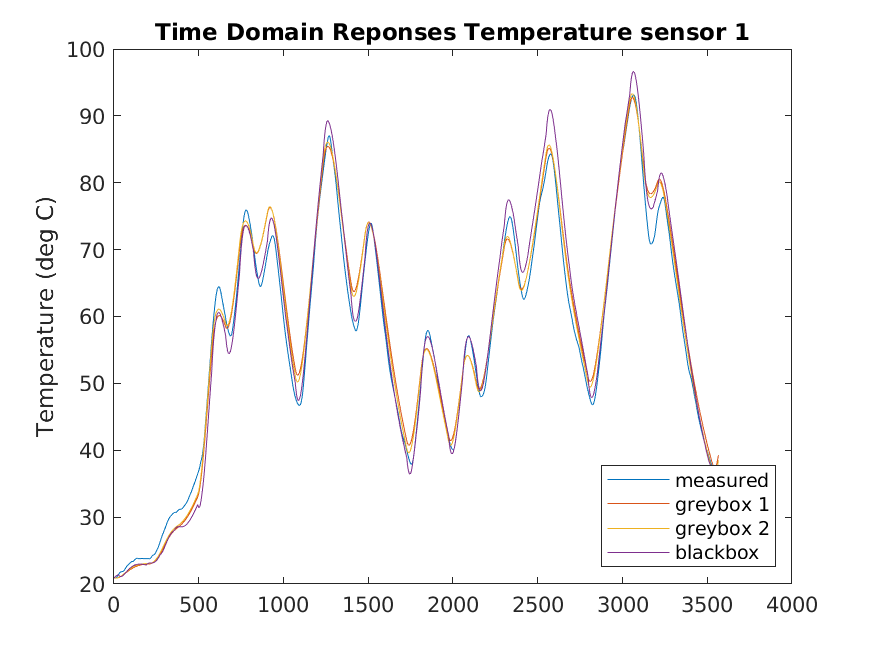 Time Domain Reponses Temperature sensor 1
100
90
80
70
60
50
40
30
20
Temperature (deg C)
0 500 1000 1500 2000 2500 3000 3500 4000
measured
greybox 1
greybox 2
blackbox